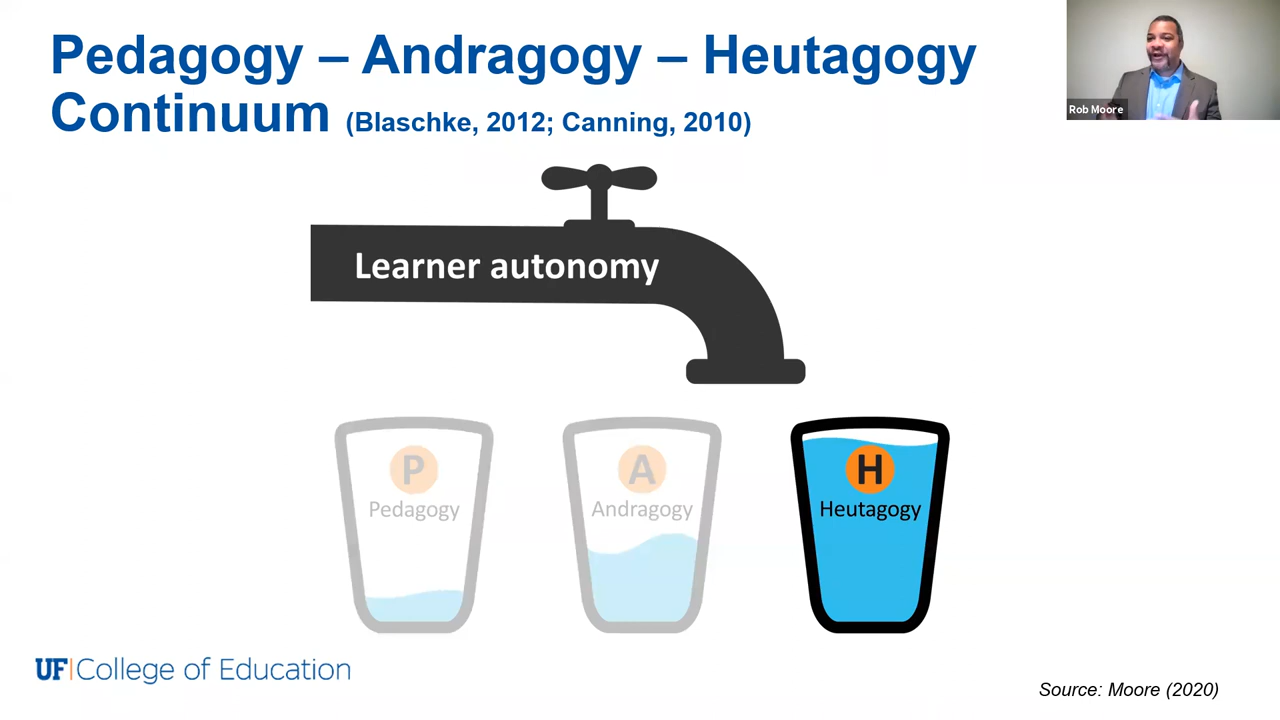 Pedagogy – Andragogy – Heutagogy
Continuum (Blaschke, 2012; Canning, 2010)
Rob Moore
Learner autonomy
P
Pedagogy
A
Andragogy
H
Heutagogy
UF College of Education
Source: Moore (2020)